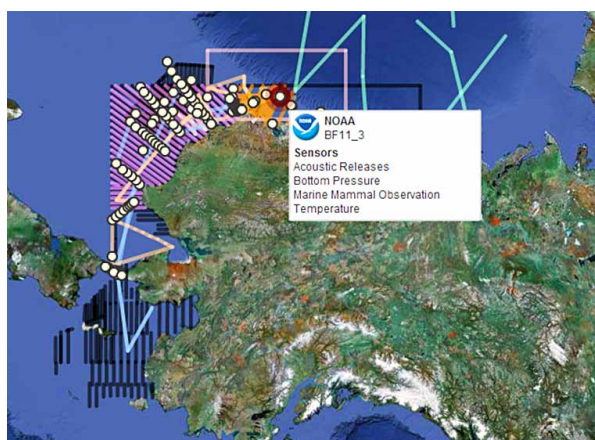 NOAA
BF11_3
Sensors
Acoustic Releases
Bottom Pressure
Marine Mammal Observation
Temperature